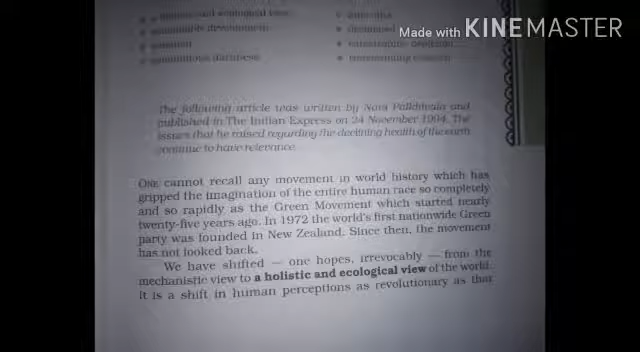 Made with KINEMASTER
a holistic and ecological view
sustainable development
The following article was written by Nani Palkhivala and
published in The Indian Express on 24 November 1994. The
issues that he raised regarding the declining health of the earth
continue to have relevance.
ONE cannot recall any movement in world history which has
gripped the imagination of the entire human race so completely
and so rapidly as the Green Movement which started nearly
twenty-five years ago. In 1972 the world's first nationwide Green
party was founded in New Zealand. Since then, the movement
has not looked back.
We have shifted — one hopes, irrevocably — from the
mechanistic view to a holistic and ecological view of the world.
It is a shift in human perceptions as revolutionary as that